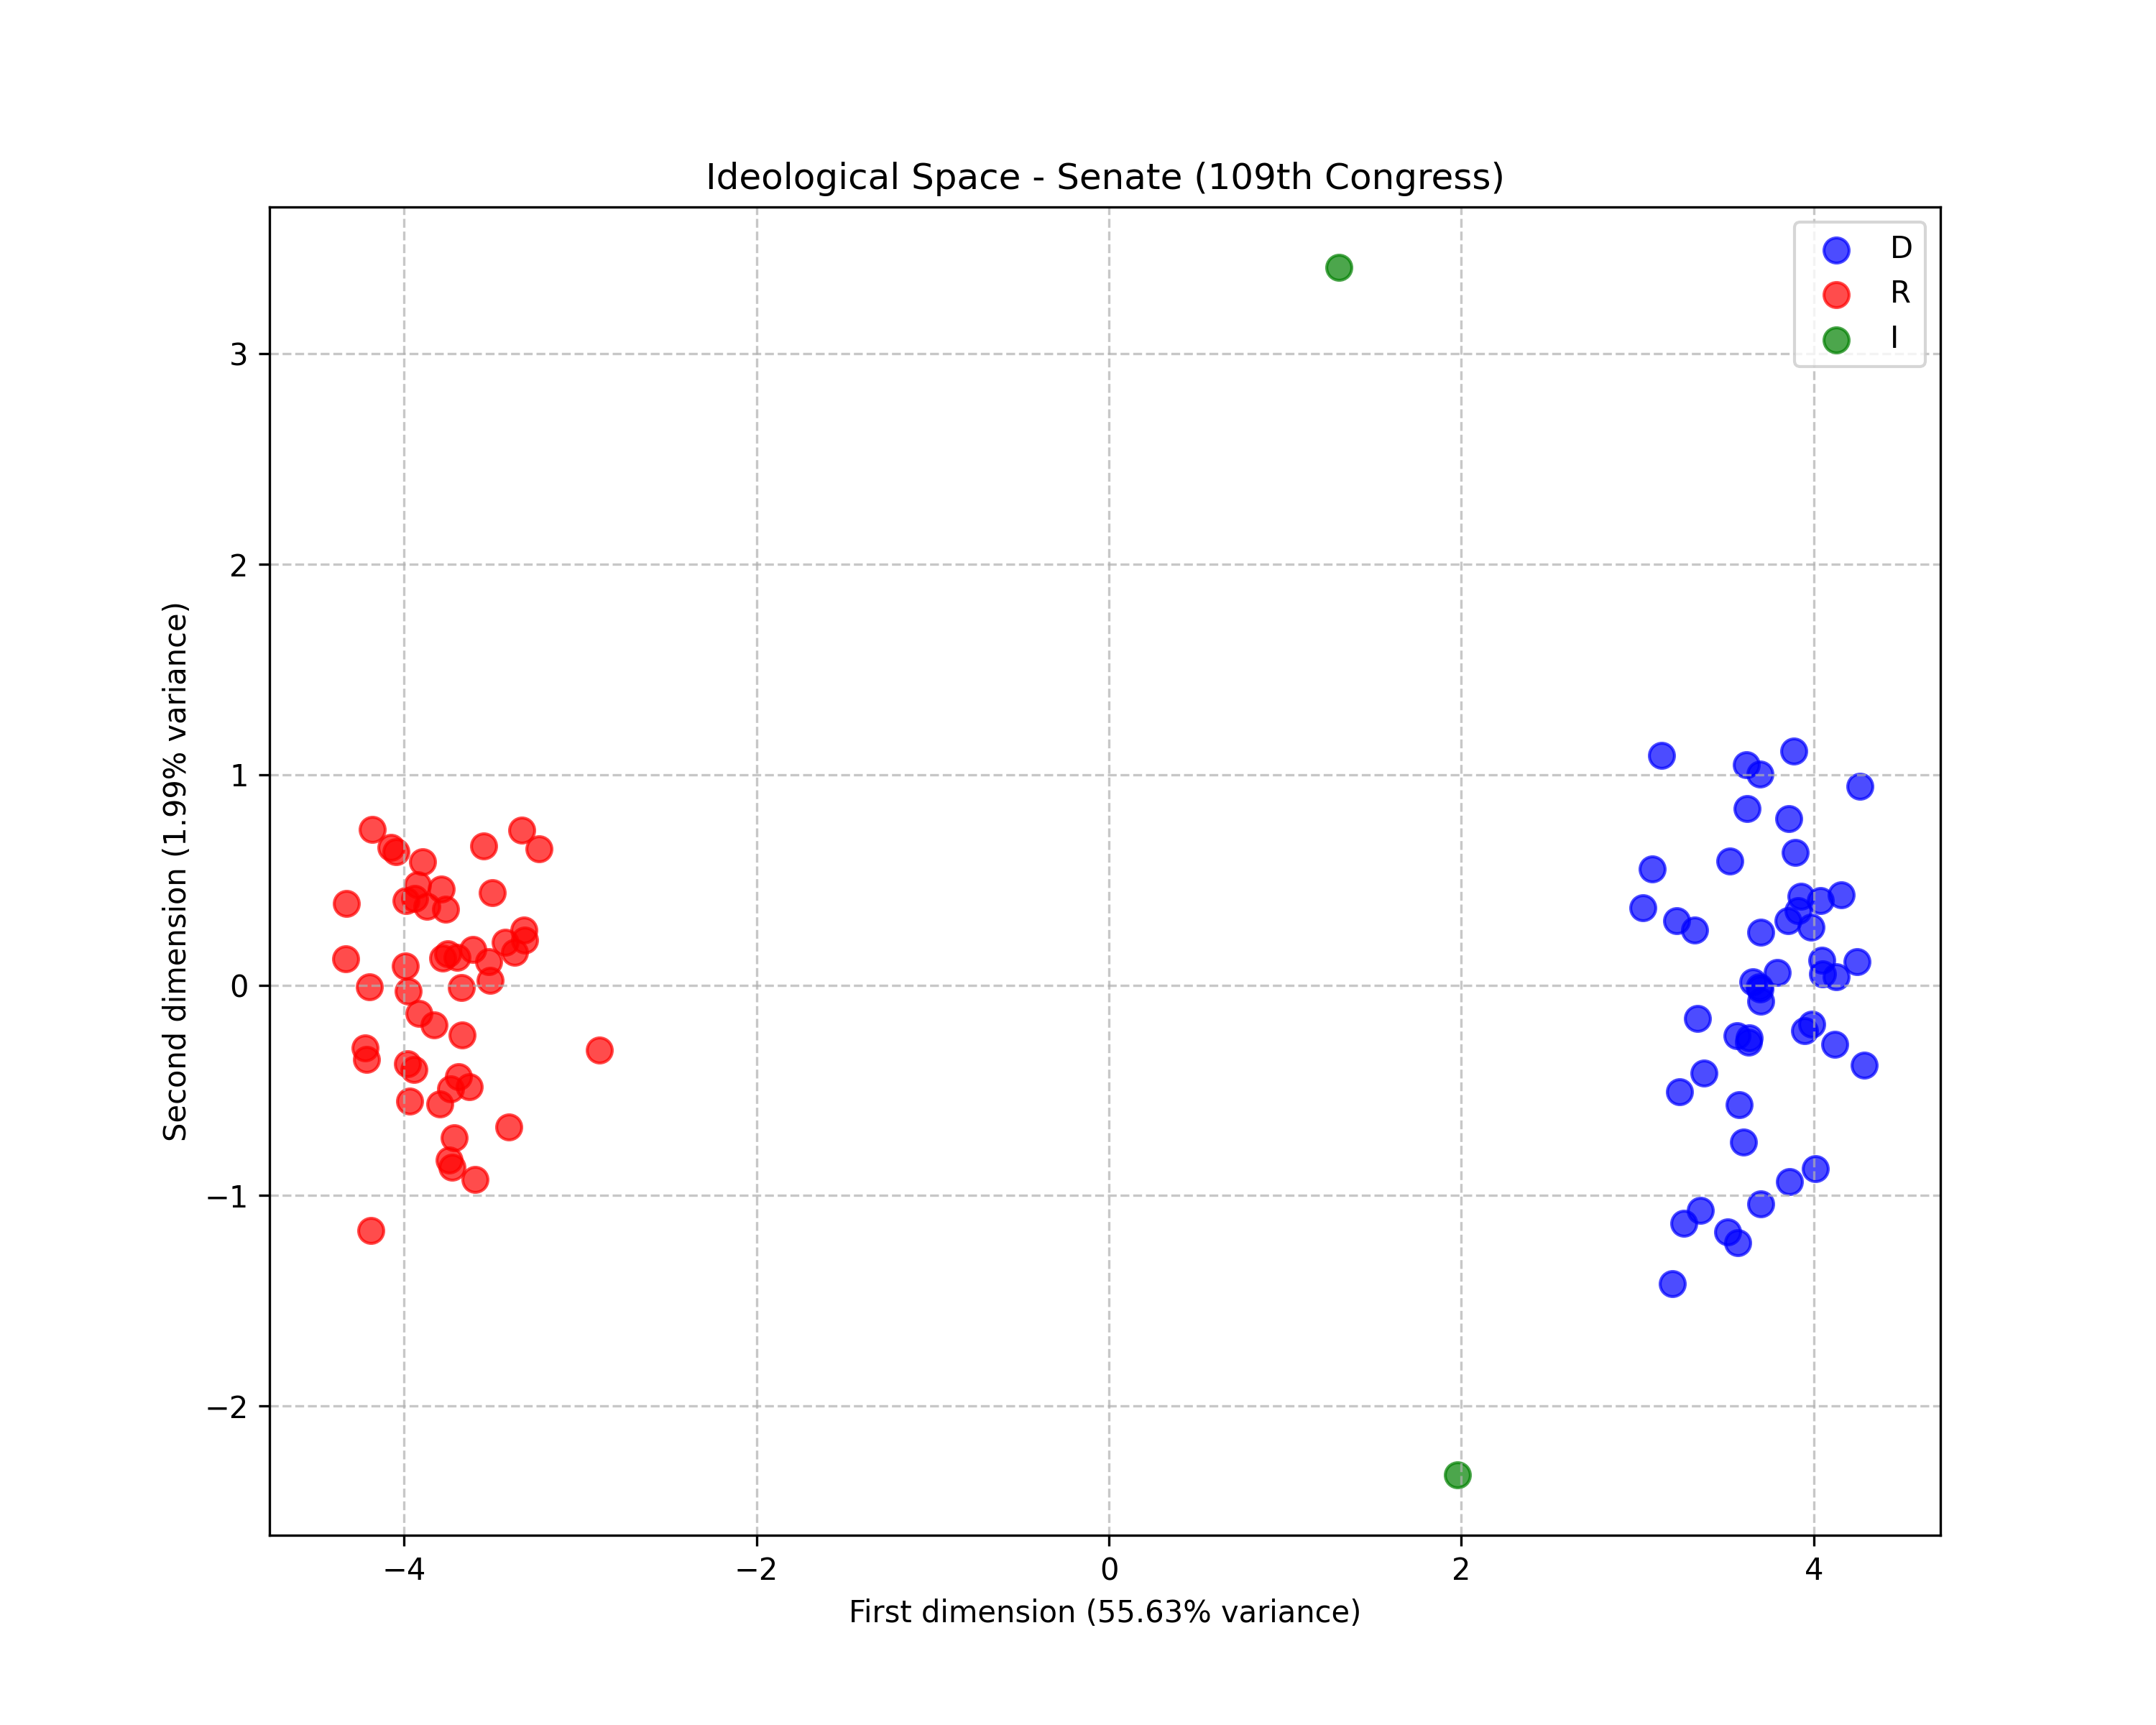 Ideological Space - Senate (109th Congress)
D
R
I
3
2
1
0
−1
−2
Second dimension (1.99% variance)
−4 −2 0 2 4
First dimension (55.63% variance)